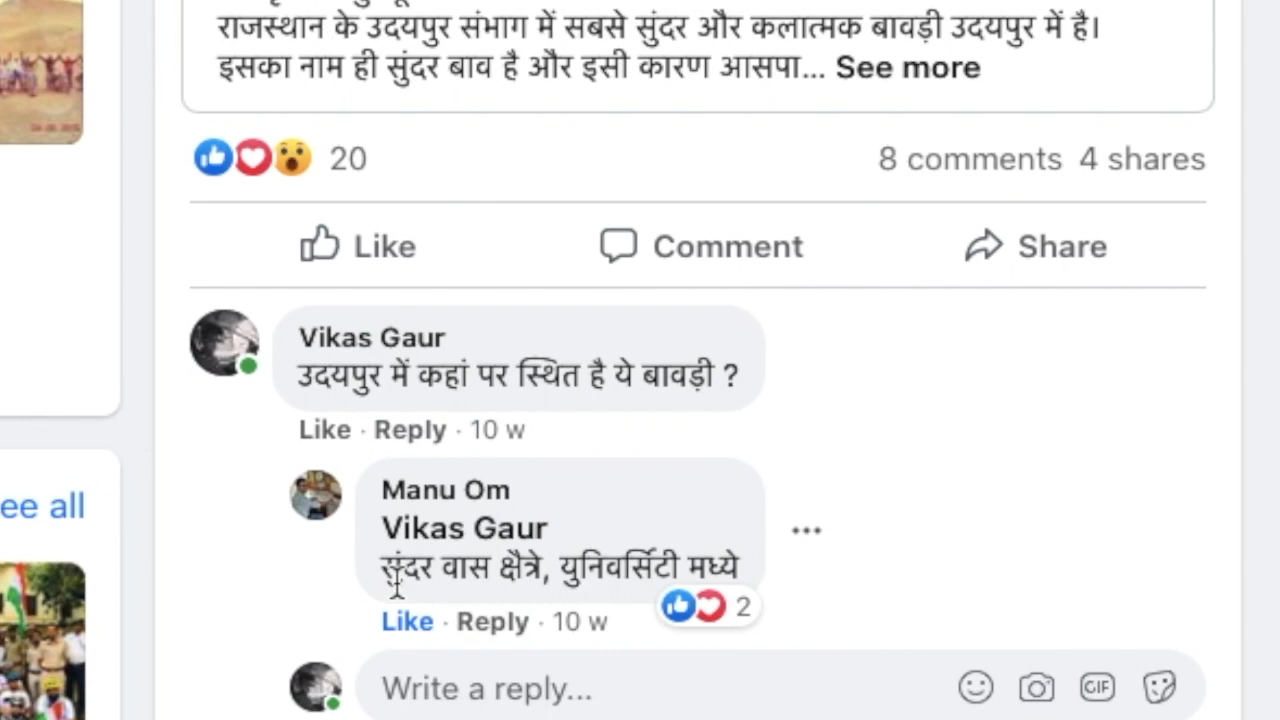 राजस्थान के उदयपुर संभाग में सबसे सुंदर और कलात्मक बावड़ी उदयपुर में है।
इसका नाम ही सुंदर बाव है और इसी कारण आसपा... See more
20
8 comments 4 shares
Like Comment Share
Vikas Gaur
उदयपुर में कहां पर स्थित है ये बावड़ी ?
Like · Reply · 10 w
ee all
Manu Om
Vikas Gaur
सुंदर वास क्षैत्रे, युनिवर्सिटी मध्ये
2
Like · Reply · 10 w
Write a reply...
GIF